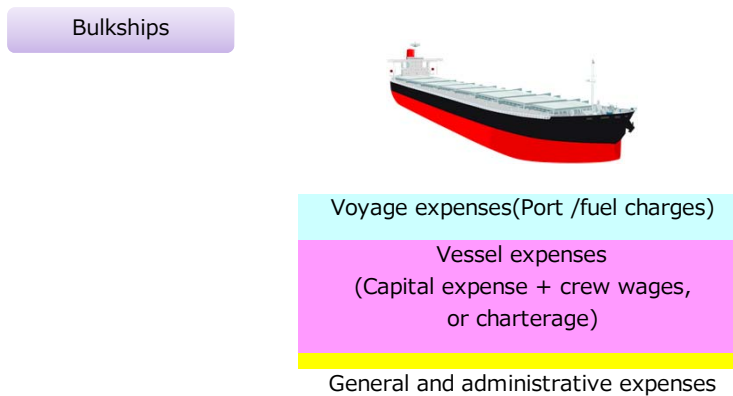 Bulkships
Voyage expenses(Port /fuel charges)
Vessel expenses
(Capital expense + crew wages,
or charterage)
General and administrative expenses